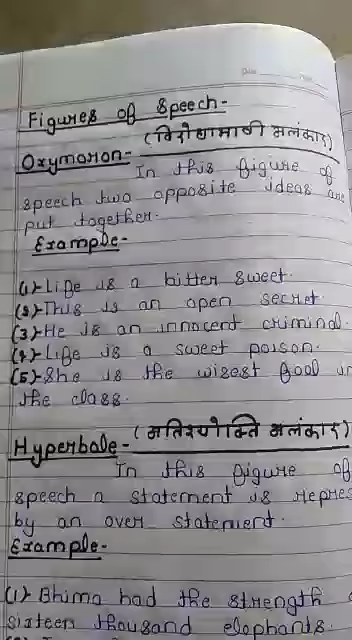 Date
Figures of Speech-
Oxymoron- (विरोधाभाषी अलंकार)
In this figure of
speech two opposite ideas are
put together.
Example-
(1)-Life is a bitter sweet.
(2)-This is an open secret.
(3)-He is an innocent criminal.
(4)-Life is a sweet poison.
(5)-She is the wisest fool in
the class.
Hyperbole- (अतिश्योक्ति अलंकार)
In this figure of
speech a statement is repres
by an over statement.
Example-
(1)-Bhima had the strength
sixteen thousand elephants.